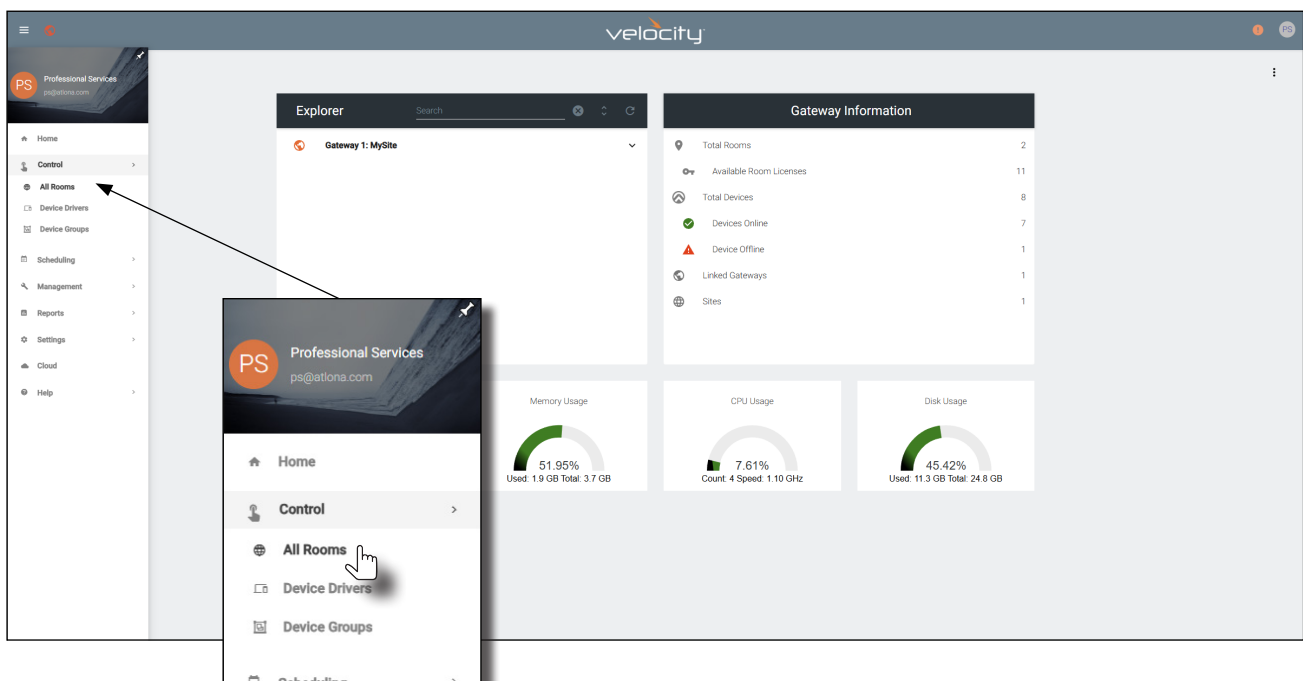 velocity
PS
PS
Professional Services
ps@atlona.com
Home
Control
All Rooms
Device Drivers
Device Groups
Scheduling
Management
Reports
Settings
Cloud
Help
Explorer
Search
Gateway 1: MySite
Gateway Information
Total Rooms 2
Available Room Licenses 11
Total Devices 8
Devices Online 7
Device Offline 1
Linked Gateways 1
Sites 1
Memory Usage
51.95%
Used: 1.9 GB Total: 3.7 GB
CPU Usage
7.61%
Count: 4 Speed: 1.10 GHz
Disk Usage
45.42%
Used: 11.3 GB Total: 24.8 GB
PS
Professional Services
ps@atlona.com
Home
Control
All Rooms
Device Drivers
Device Groups
Scheduling